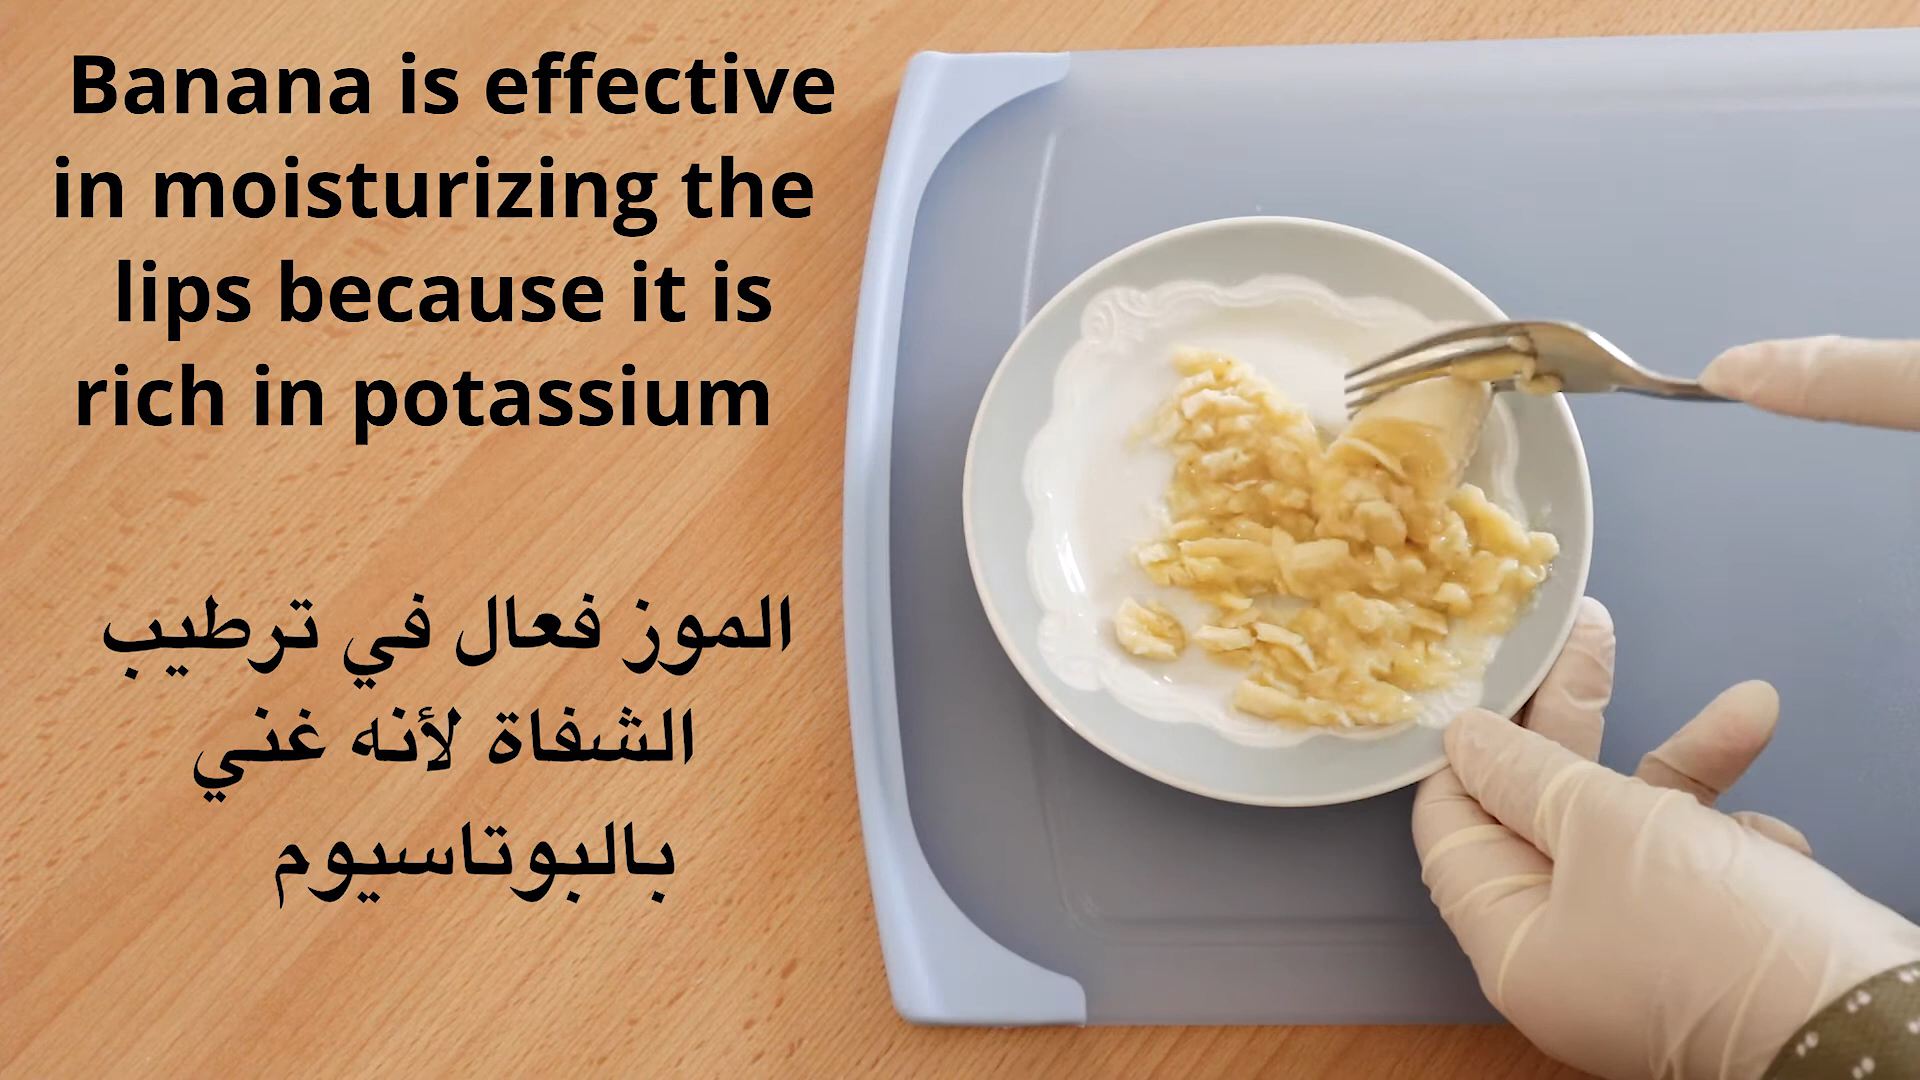 Banana is effective
in moisturizing the
lips because it is
rich in potassium
الموز فعال في ترطيب
الشفاة لأنه غني
بالبوتاسيوم